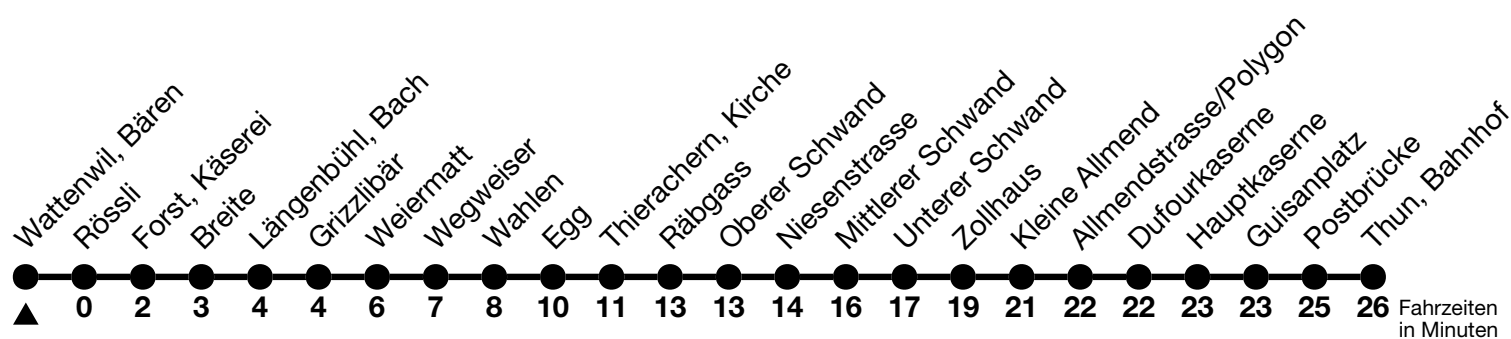 Wattenwil, Bären
Rössli
Forst, Käserei
Breite
Längenbühl, Bach
Grizzlibär
Weiermatt
Wegweiser
Wahlen
Egg
Thierachern, Kirche
Räbgass
Oberer Schwand
Niesenstrasse
Mittlerer Schwand
Unterer Schwand
Zollhaus
Kleine Allmend
Allmendstrasse/Polygon
Dufourkaserne
Hauptkaserne
Guisanplatz
Postbrücke
Thun, Bahnhof
0 2 3 4 4 6 7 8 10 11 13 13 14 16 17 19 21 22 22 23 23 25 26
Fahrzeiten
in Minuten